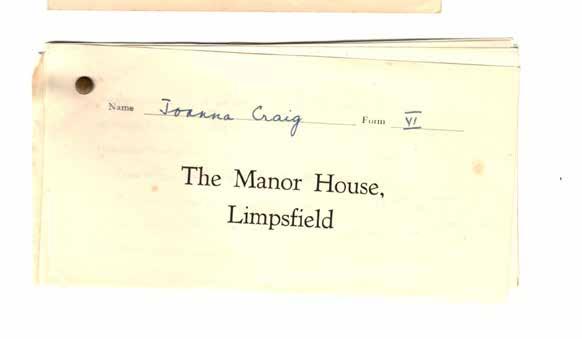 Name Joanna Craig Form VI
The Manor House,
Limpsfield